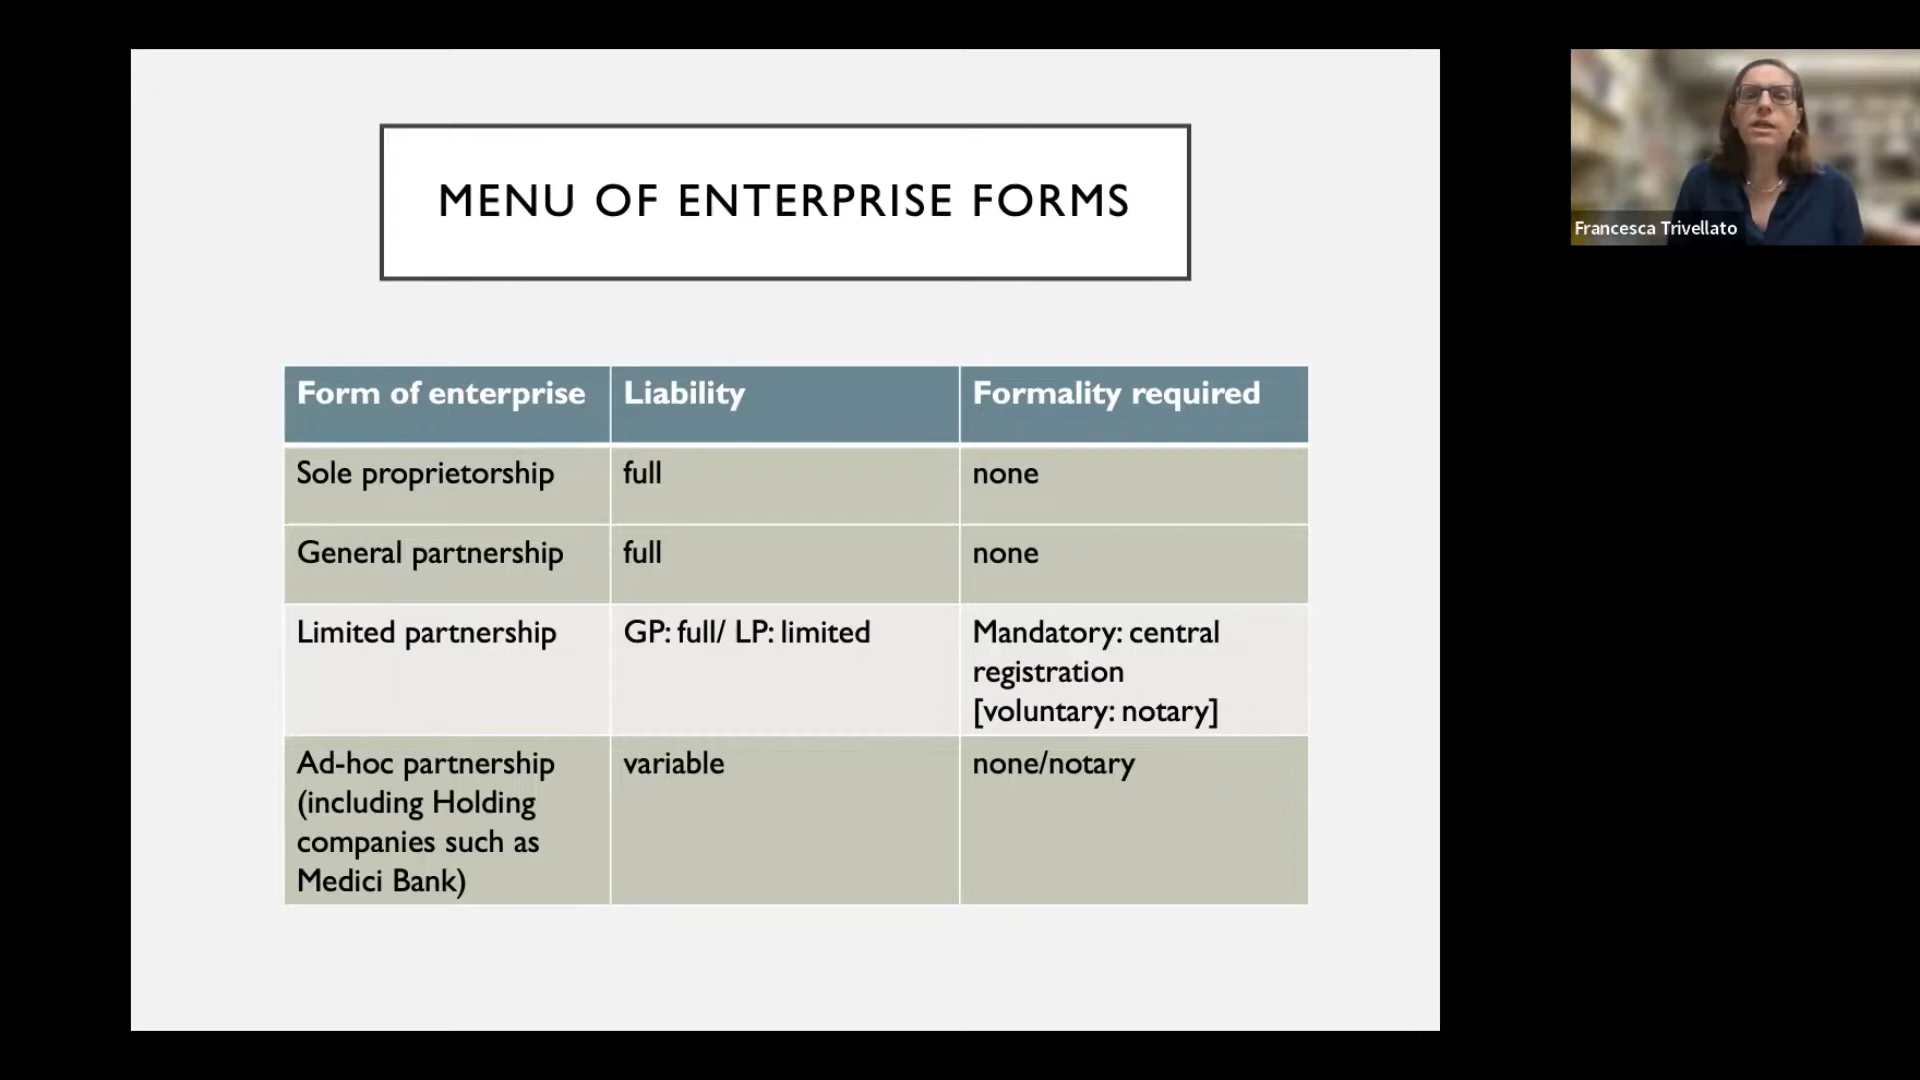 MENU OF ENTERPRISE FORMS
Form of enterprise Liability Formality required
Sole proprietorship full none
General partnership full none
Limited partnership GP: full/ LP: limited Mandatory: central
registration
[voluntary: notary]
Ad-hoc partnership variable none/notary
(including Holding
companies such as
Medici Bank)
Francesca Trivellato